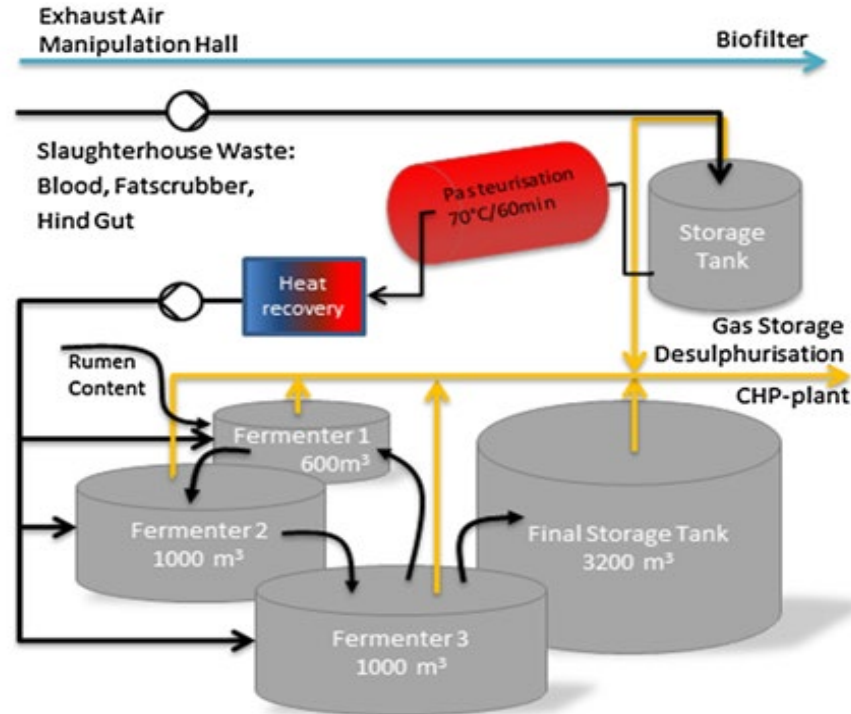 Exhaust Air
Manipulation Hall
Biofilter
Slaughterhouse Waste:
Blood, Fatscrubber,
Hind Gut
Pasteurisation
70°C/60min
Storage
Tank
Heat
recovery
Gas Storage
Desulphurisation
CHP-plant
Rumen
Content
Fermenter 1
600m³
Fermenter 2
1000 m³
Final Storage Tank
3200 m³
Fermenter 3
1000 m³